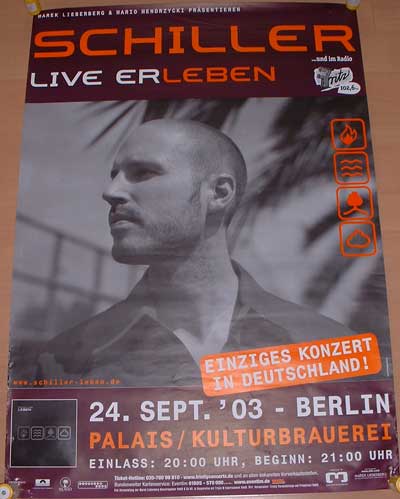 MAREK LIEBERBERG & MARIO MENDRZYCKI PRÄSENTIEREN
SCHILLER
...und im Radio
LIVE ERLEBEN
102,6
EINZIGES KONZERT
IN DEUTSCHLAND!
www.schiller-leben.de
24. SEPT. '03 - BERLIN
PALAIS/KULTURBRAUEREI
EINLASS: 20:00 UHR, BEGINN: 21:00 UHR